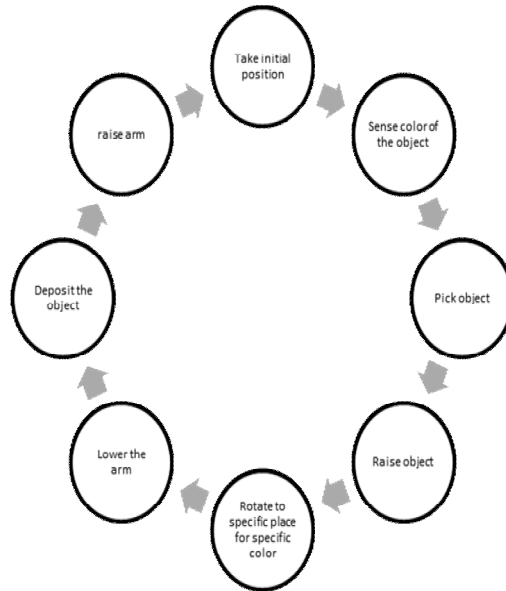 Take initial
position
Sense color of
the object
Pick object
Raise object
Rotate to
specific place
for specific
color
Lower the
arm
Deposit the
object
raise arm